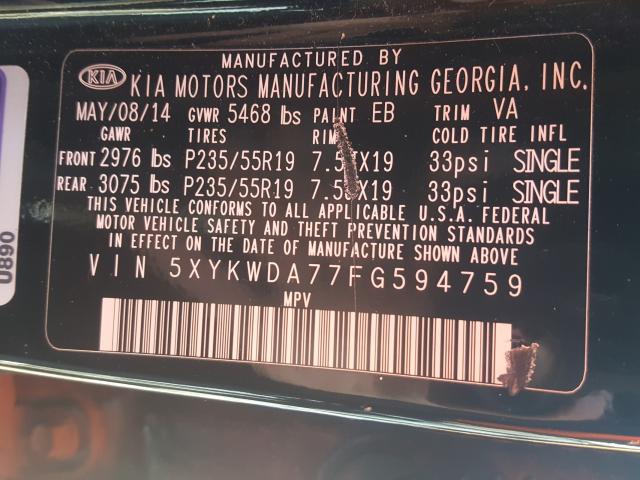 MANUFACTURED BY
KIA KIA MOTORS MANUFACTURING GEORGIA, INC.
MAY/08/14 GVWR 5468 lbs PAINT EB TRIM VA
GAWR TIRES RIM COLD TIRE INFL
FRONT 2976 lbs P235/55R19 33psi SINGLE
REAR 3075 lbs P235/55R19 33psi SINGLE
THIS VEHICLE CONFORMS TO ALL APPLICABLE U.S.A. FEDERAL
MOTOR VEHICLE SAFETY AND THEFT PREVENTION STANDARDS
IN EFFECT ON THE DATE OF MANUFACTURE SHOWN ABOVE
VIN 5XYKWDA77FG594759
MPV
U890